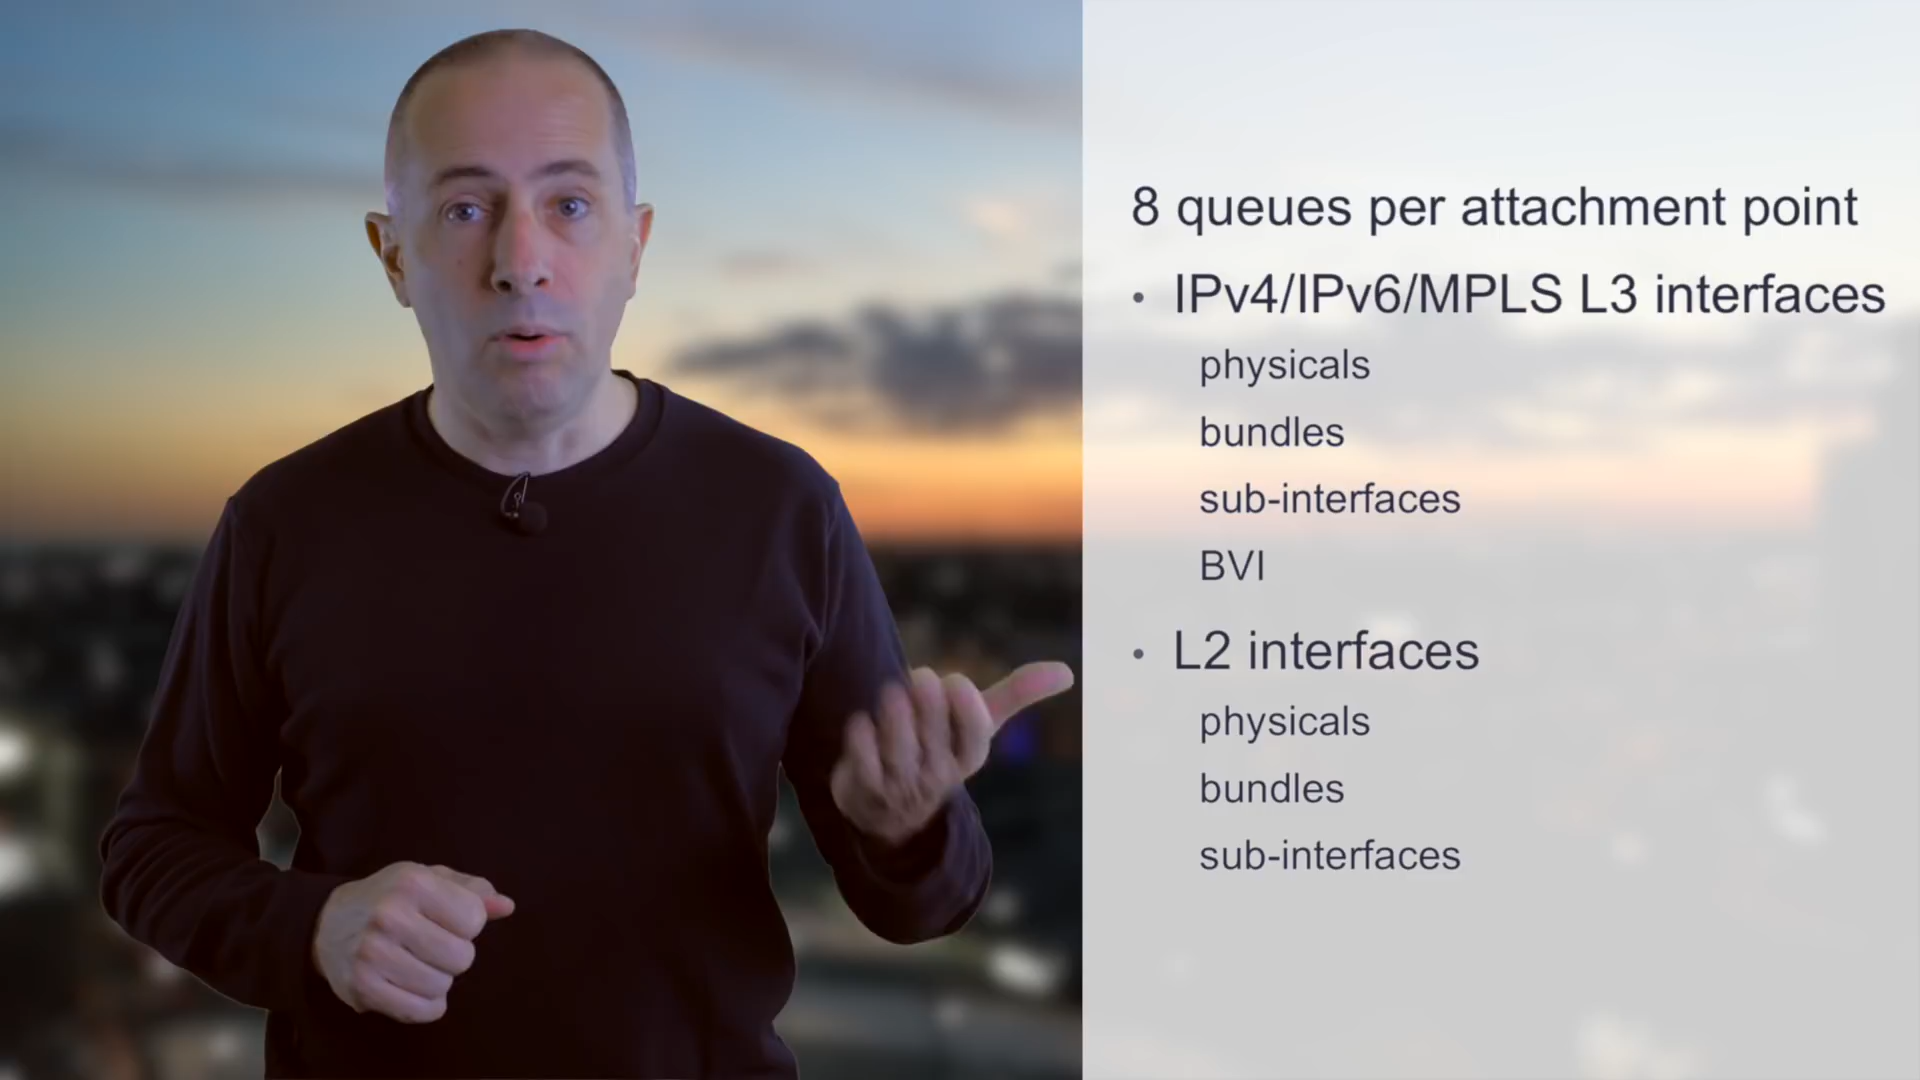 8 queues per attachment point
• IPv4/IPv6/MPLS L3 interfaces
physicals
bundles
sub-interfaces
BVI
• L2 interfaces
physicals
bundles
sub-interfaces